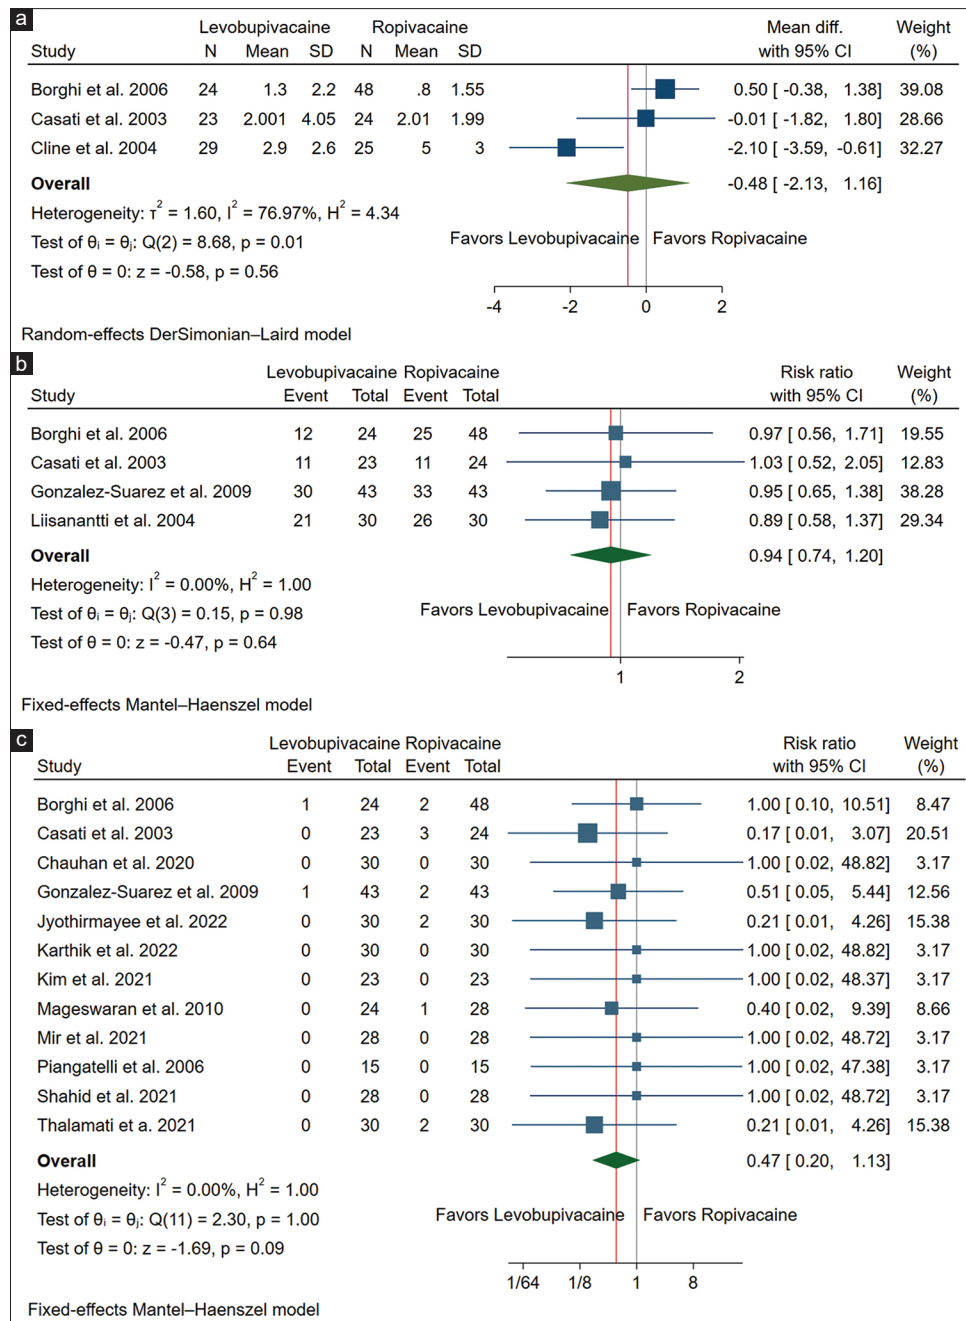 a
Levobupivacaine Ropivacaine Mean diff. Weight
Study N Mean SD N Mean SD with 95% CI (%)
Borghi et al. 2006 24 1.3 2.2 48 .8 1.55 0.50 [ -0.38, 1.38] 39.08
Casati et al. 2003 23 2.001 4.05 24 2.01 1.99 -0.01 [ -1.82, 1.80] 28.66
Cline et al. 2004 29 2.9 2.6 25 5 3 -2.10 [ -3.59, -0.61] 32.27
Overall -0.48 [ -2.13, 1.16]
Heterogeneity: τ² = 1.60, I² = 76.97%, H² = 4.34
Test of θᵢ = θⱼ: Q(2) = 8.68, p = 0.01 Favors Levobupivacaine Favors Ropivacaine
Test of θ = 0: z = -0.58, p = 0.56
-4 -2 0 2
Random-effects DerSimonian–Laird model
b
Levobupivacaine Ropivacaine Risk ratio Weight
Study Event Total Event Total with 95% CI (%)
Borghi et al. 2006 12 24 25 48 0.97 [ 0.56, 1.71] 19.55
Casati et al. 2003 11 23 11 24 1.03 [ 0.52, 2.05] 12.83
Gonzalez-Suarez et al. 2009 30 43 33 43 0.95 [ 0.65, 1.38] 38.28
Liisanantti et al. 2004 21 30 26 30 0.89 [ 0.58, 1.37] 29.34
Overall 0.94 [ 0.74, 1.20]
Heterogeneity: I² = 0.00%, H² = 1.00
Test of θᵢ = θⱼ: Q(3) = 0.15, p = 0.98 Favors Levobupivacaine Favors Ropivacaine
Test of θ = 0: z = -0.47, p = 0.64
1 2
Fixed-effects Mantel–Haenszel model
c
Levobupivacaine Ropivacaine Risk ratio Weight
Study Event Total Event Total with 95% CI (%)
Borghi et al. 2006 1 24 2 48 1.00 [ 0.10, 10.51] 8.47
Casati et al. 2003 0 23 3 24 0.17 [ 0.01, 3.07] 20.51
Chauhan et al. 2020 0 30 0 30 1.00 [ 0.02, 48.82] 3.17
Gonzalez-Suarez et al. 2009 1 43 2 43 0.51 [ 0.05, 5.44] 12.56
Jyothirmayee et al. 2022 0 30 2 30 0.21 [ 0.01, 4.26] 15.38
Karthik et al. 2022 0 30 0 30 1.00 [ 0.02, 48.82] 3.17
Kim et al. 2021 0 23 0 23 1.00 [ 0.02, 48.37] 3.17
Mageswaran et al. 2010 0 24 1 28 0.40 [ 0.02, 9.39] 8.66
Mir et al. 2021 0 28 0 28 1.00 [ 0.02, 48.72] 3.17
Piangatelli et al. 2006 0 15 0 15 1.00 [ 0.02, 47.38] 3.17
Shahid et al. 2021 0 28 0 28 1.00 [ 0.02, 48.72] 3.17
Thalamati et a. 2021 0 30 2 30 0.21 [ 0.01, 4.26] 15.38
Overall 0.47 [ 0.20, 1.13]
Heterogeneity: I² = 0.00%, H² = 1.00
Test of θᵢ = θⱼ: Q(11) = 2.30, p = 1.00 Favors Levobupivacaine Favors Ropivacaine
Test of θ = 0: z = -1.69, p = 0.09
1/64 1/8 1 8
Fixed-effects Mantel–Haenszel model